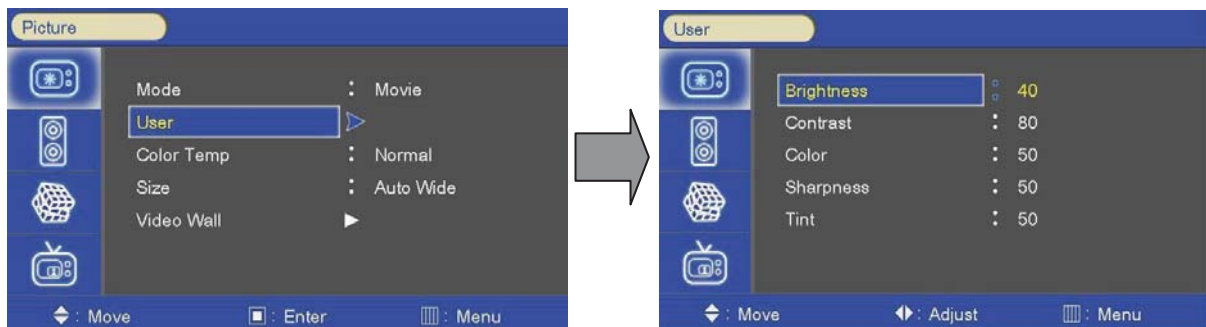 Picture
Mode : Movie
User
Color Temp : Normal
Size : Auto Wide
Video Wall
: Move : Enter : Menu
User
Brightness : 40
Contrast : 80
Color : 50
Sharpness : 50
Tint : 50
: Move : Adjust : Menu